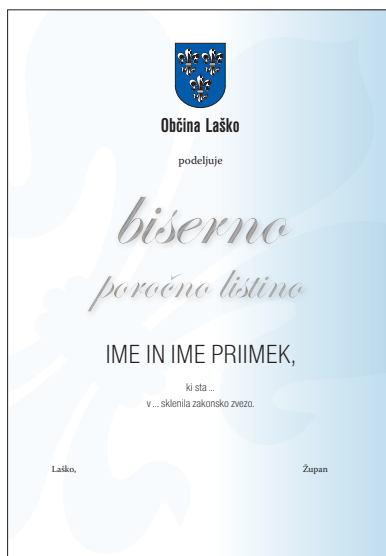 Občina Laško
podeljuje
biserno
poročno listino
IME IN IME PRIIMEK,
ki sta ...
v ... sklenila zakonsko zvezo.
Laško, Župan